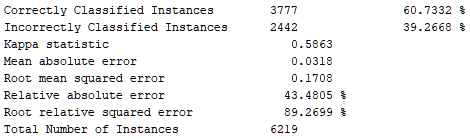 Correctly Classified Instances 3777 60.7332 %
Incorrectly Classified Instances 2442 39.2668 %
Kappa statistic 0.5863
Mean absolute error 0.0318
Root mean squared error 0.1708
Relative absolute error 43.4805 %
Root relative squared error 89.2699 %
Total Number of Instances 6219